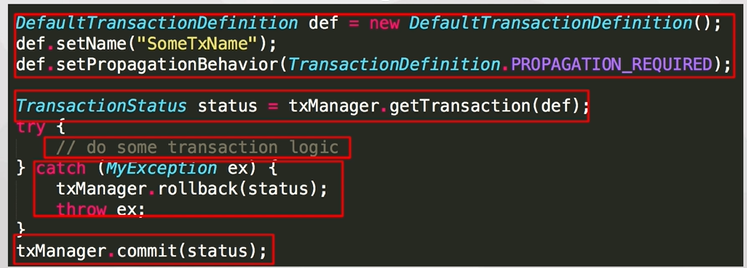 DefaultTransactionDefinition def = new DefaultTransactionDefinition();
def.setName("SomeTxName");
def.setPropagationBehavior(TransactionDefinition.PROPAGATION_REQUIRED);
TransactionStatus status = txManager.getTransaction(def);
try {
// do some transaction logic
} catch (MyException ex) {
txManager.rollback(status);
throw ex;
}
txManager.commit(status);